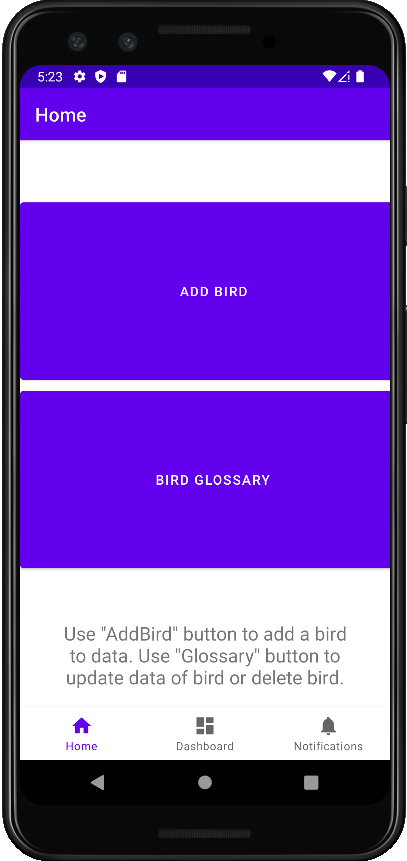 5:23
Home
ADD BIRD
BIRD GLOSSARY
Use "AddBird" button to add a bird
to data. Use "Glossary" button to
update data of bird or delete bird.
Home
Dashboard
Notifications